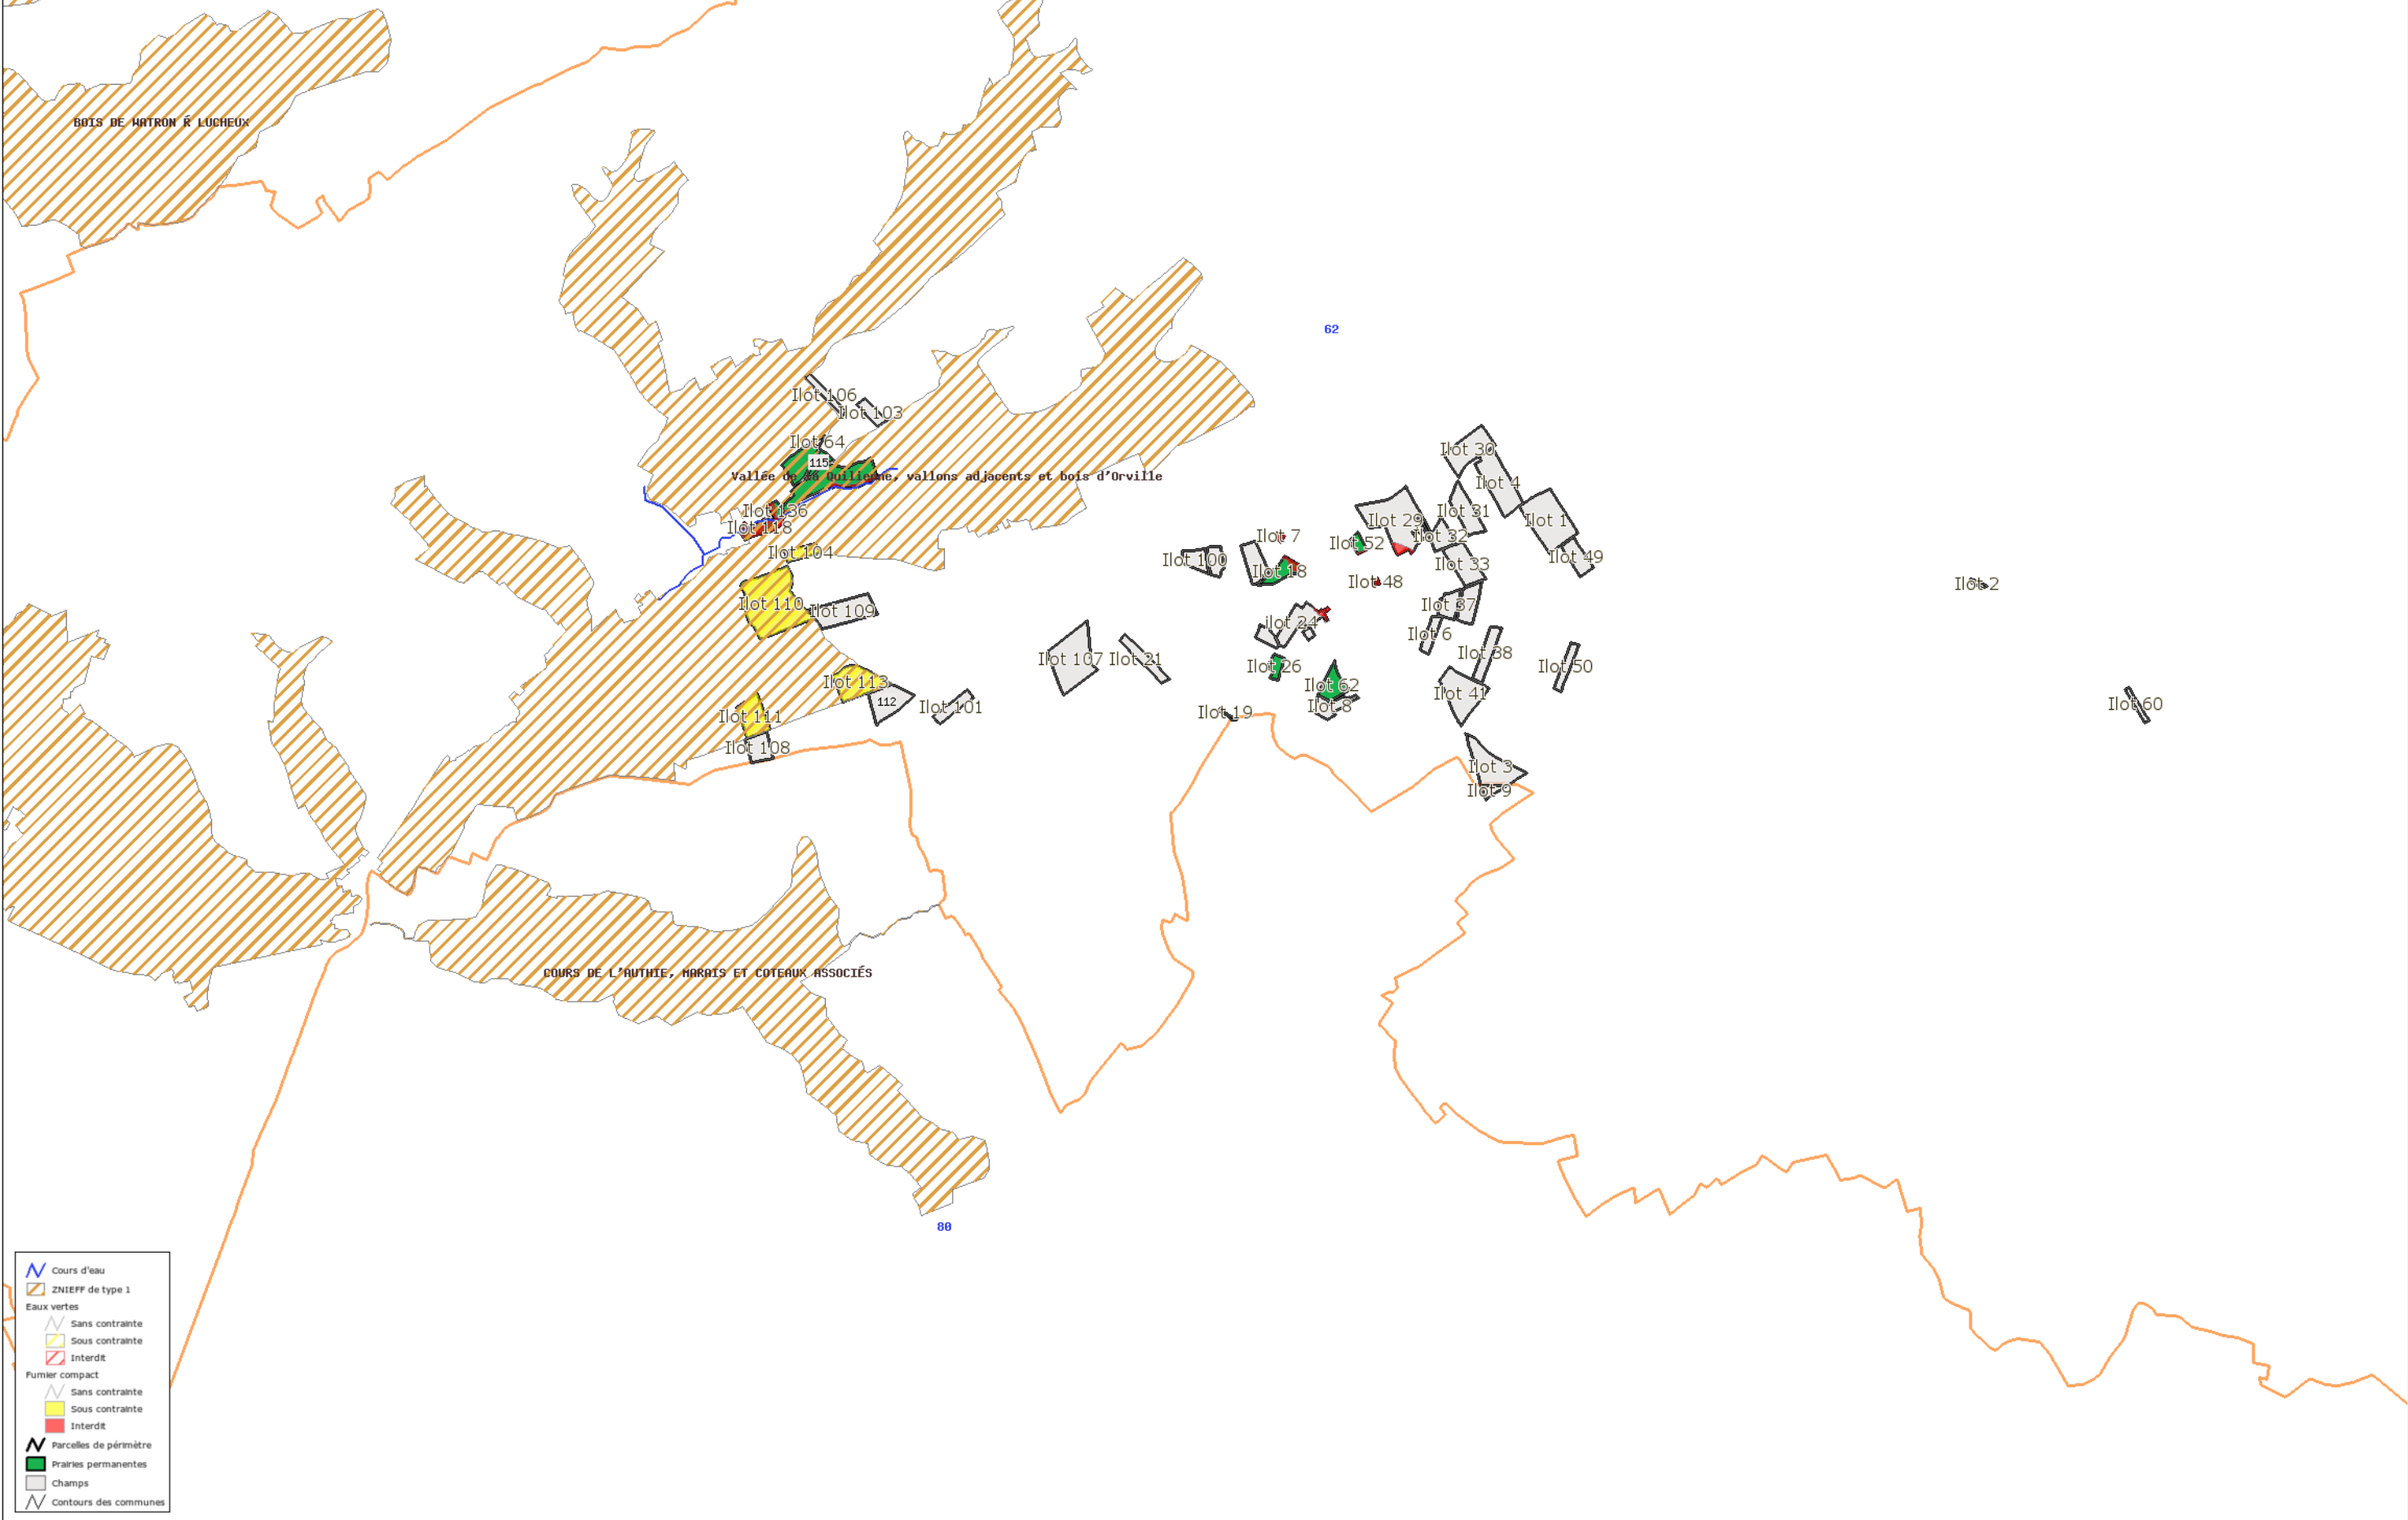 BOIS DE WATRON Ŕ LUCHEUX
62
Ilot 106
Ilot 103
Ilot 64
115
Vallée de la Quilienne, vallons adjacents et bois d'Orville
Ilot 136
Ilot 118
Ilot 104
Ilot 110
Ilot 109
Ilot 113
112
Ilot 101
Ilot 111
Ilot 108
Ilot 30
Ilot 4
Ilot 31
Ilot 29
Ilot 1
Ilot 7
Ilot 52
Ilot 32
Ilot 49
Ilot 100
Ilot 18
Ilot 33
Ilot 48
Ilot 2
Ilot 37
Ilot 24
Ilot 6
Ilot 107
Ilot 21
Ilot 26
Ilot 38
Ilot 50
Ilot 62
Ilot 41
Ilot 8
Ilot 19
Ilot 60
Ilot 3
Ilot 9
COURS DE L'AUTHIE, MARAIS ET COTEAUX ASSOCIÉS
80
Cours d'eau
ZNIEFF de type 1
Eaux vertes
Sans contrainte
Sous contrainte
Interdit
Fumier compact
Sans contrainte
Sous contrainte
Interdit
Parcelles de périmètre
Prairies permanentes
Champs
Contours des communes